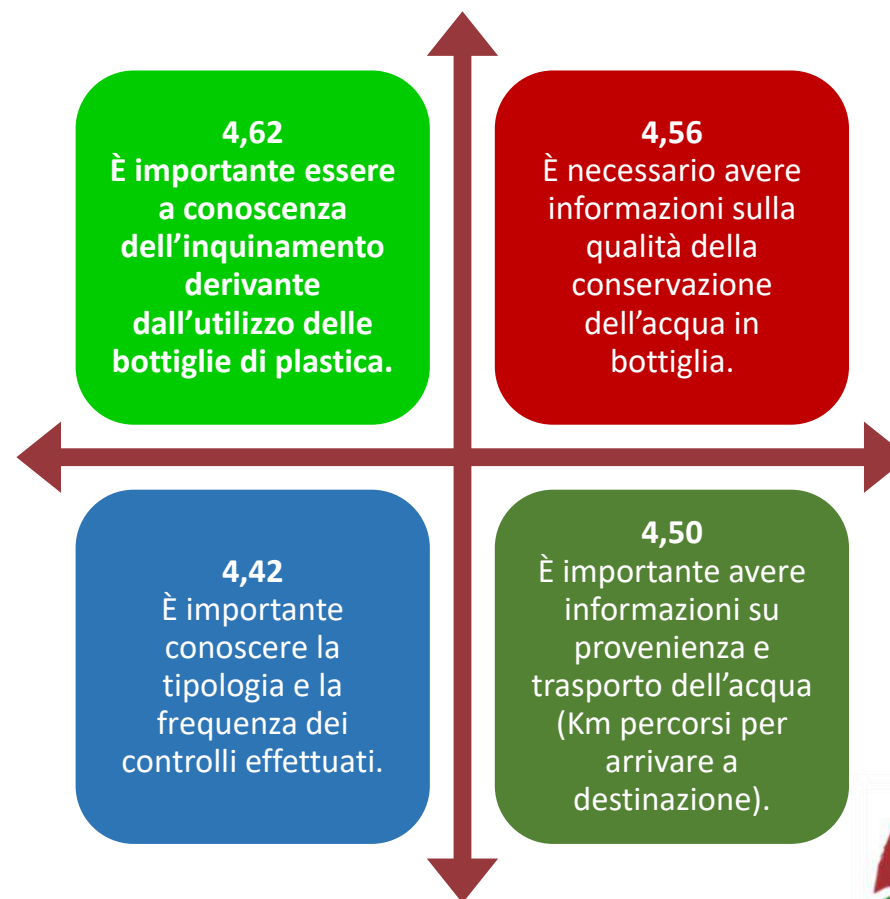 4,62
È importante essere
a conoscenza
dell’inquinamento
derivante
dall’utilizzo delle
bottiglie di plastica.
4,56
È necessario avere
informazioni sulla
qualità della
conservazione
dell’acqua in
bottiglia.
4,42
È importante
conoscere la
tipologia e la
frequenza dei
controlli effettuati.
4,50
È importante avere
informazioni su
provenienza e
trasporto dell’acqua
(Km percorsi per
arrivare a
destinazione).